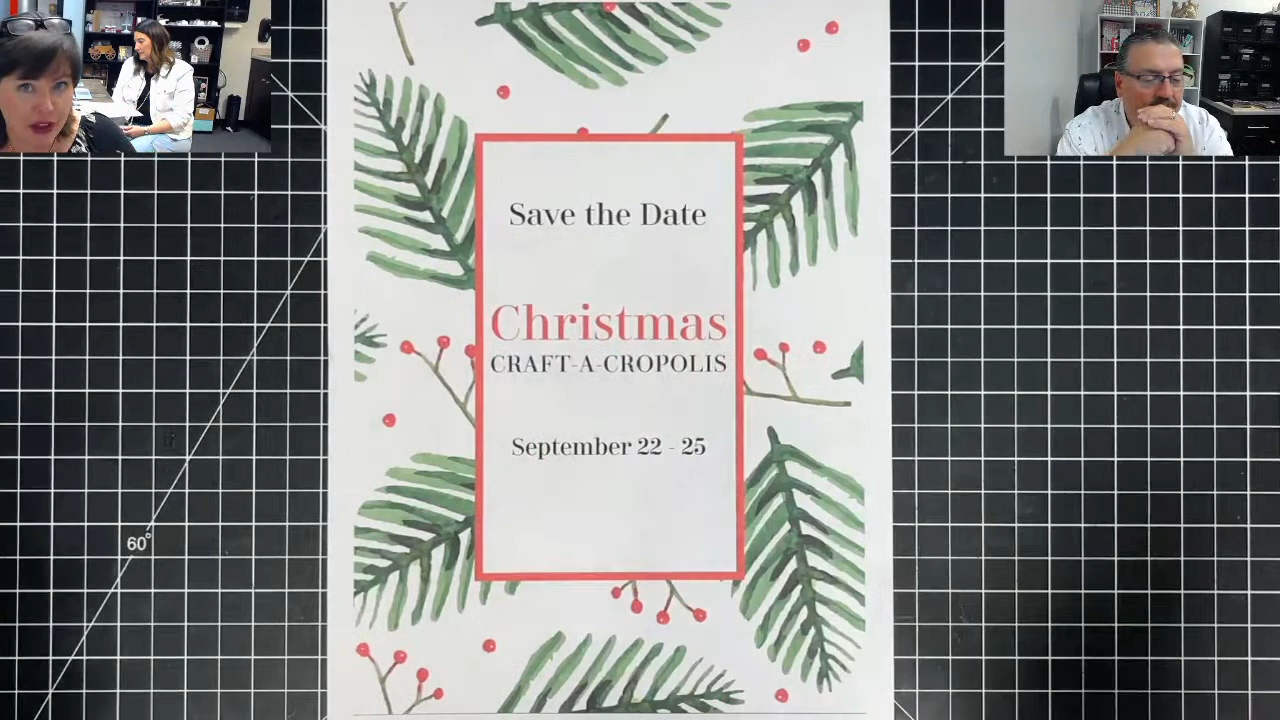 Save the Date
Christmas
CRAFT-A-CROPOLIS
September 22 - 25
60°